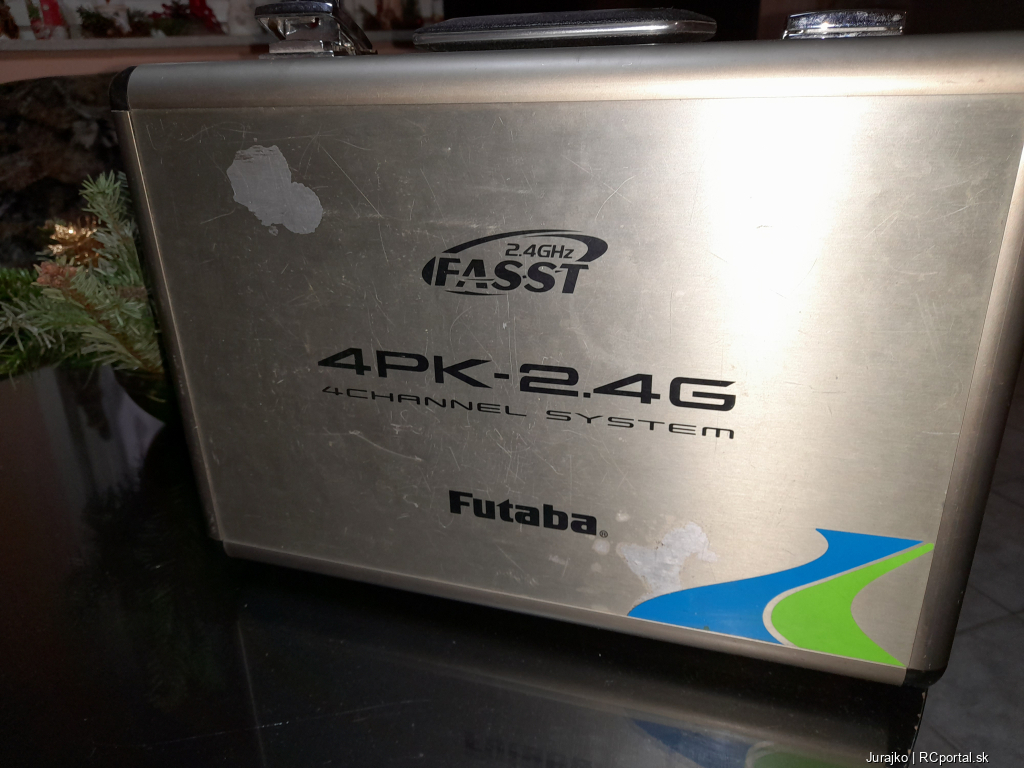 2.4GHz
FASST
4PK-2.4G
4CHANNEL SYSTEM
Futaba®
Jurajko | RCportal.sk